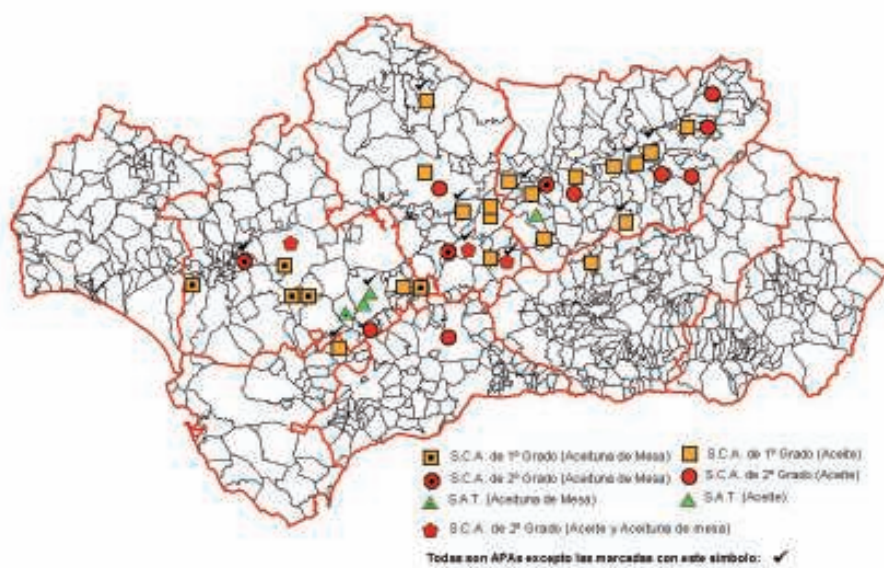 S.C.A. de 1º Grado (Aceituna de Mesa)
S.C.A. de 2º Grado (Aceituna de Mesa)
S.A.T. (Aceituna de Mesa)
S.C.A. de 2º Grado (Aceite y Aceituna de mesa)
S.C.A. de 1º Grado (Aceite)
S.C.A. de 2º Grado (Aceite)
S.A.T. (Aceite)
Todas son APAs excepto las marcadas con este simbolo: ✓